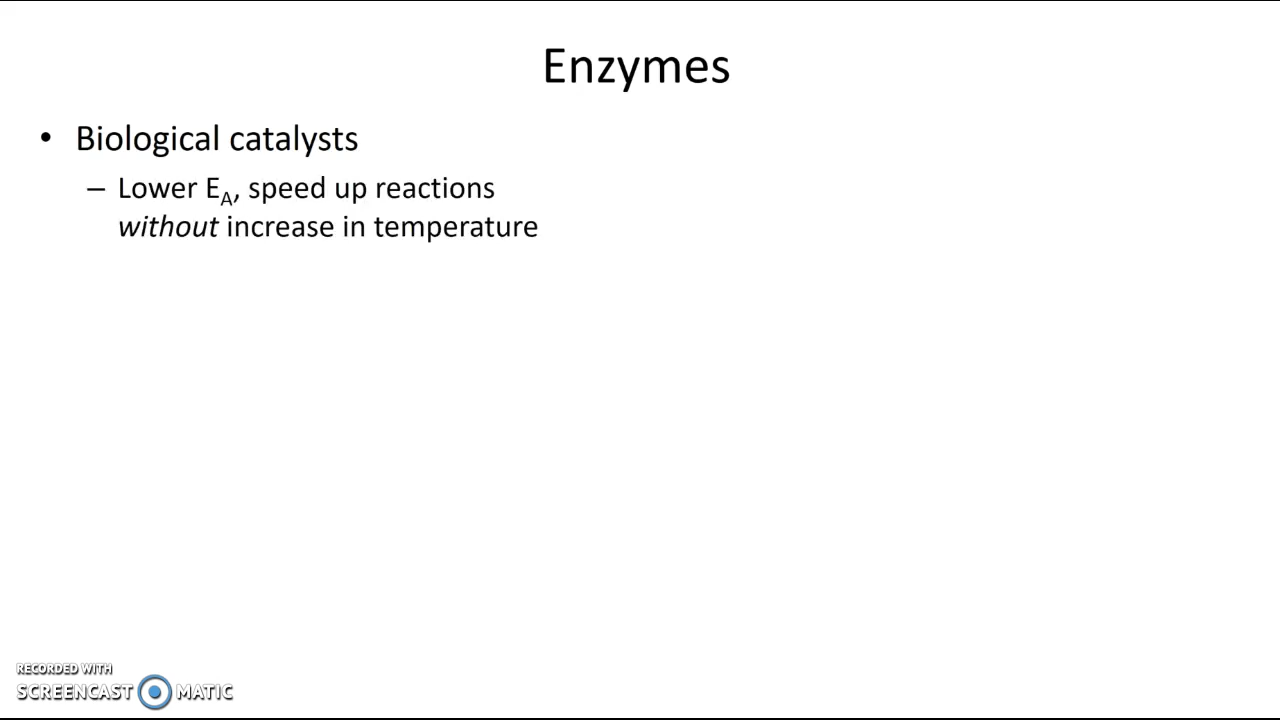 Enzymes
• Biological catalysts
– Lower EA, speed up reactions
without increase in temperature
RECORDED WITH
SCREENCAST MATIC